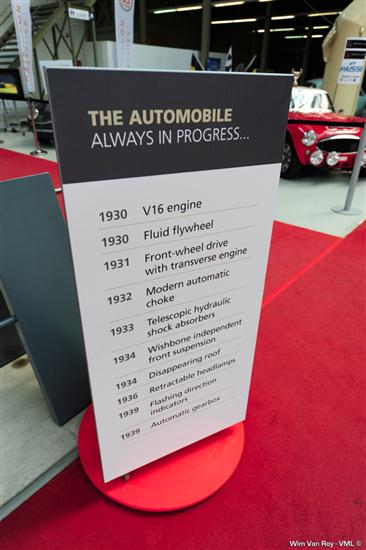 THE AUTOMOBILE
ALWAYS IN PROGRESS...
1930 V16 engine
1930 Fluid flywheel
1931 Front-wheel drive
with transverse engine
1932 Modern automatic
choke
1933 Telescopic hydraulic
shock absorbers
1934 Wishbone independent
front suspension
1934 Disappearing roof
1936 Retractable headlamps
1939 Flashing direction
indicators
1939 Automatic gearbox
Wim Van Roy - VML ©